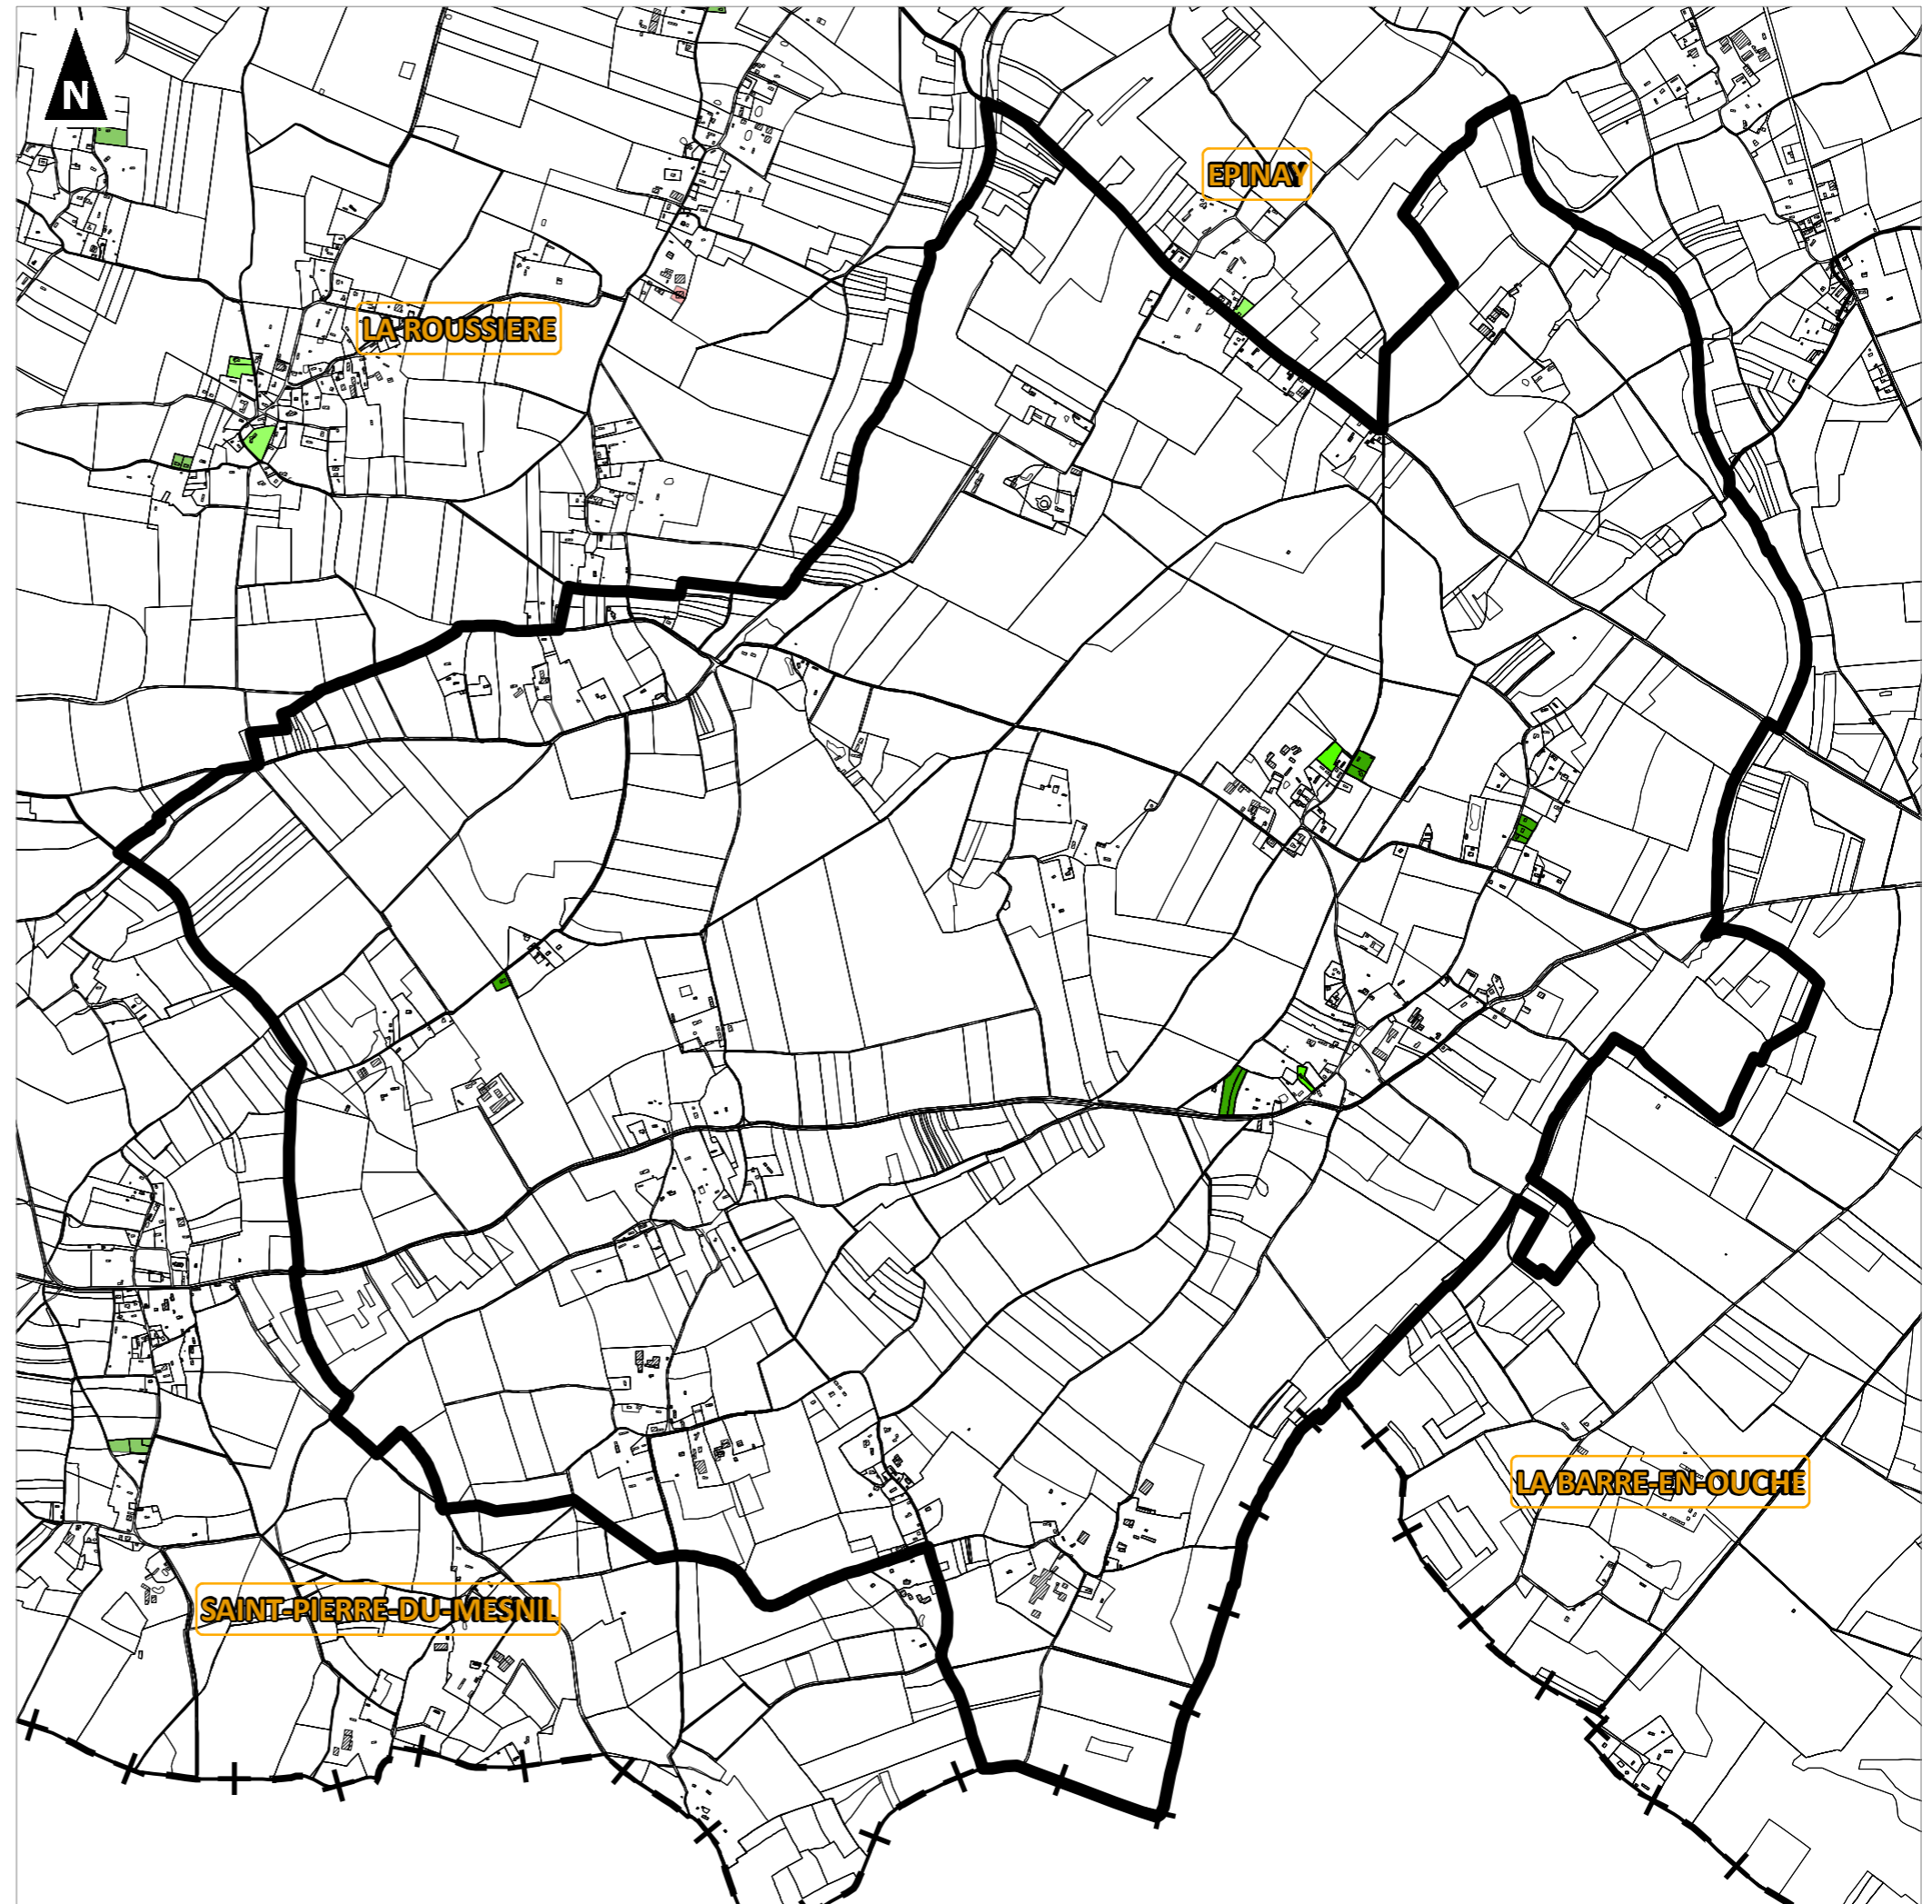 N
EPINAY
LA ROUSSIERE
LA BARRE-EN-OUCHE
SAINT-PIERRE-DU-MESNIL